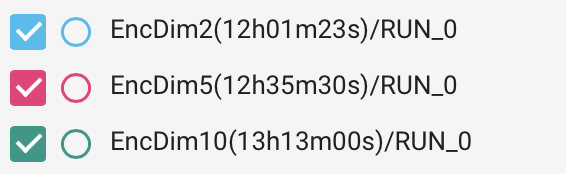 EncDim2(12h01m23s)/RUN_0
EncDim5(12h35m30s)/RUN_0
EncDim10(13h13m00s)/RUN_0